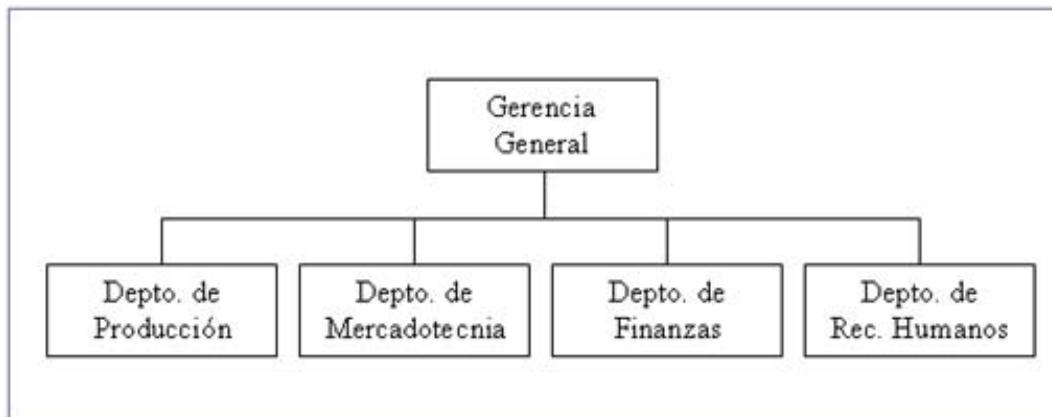 Gerencia
General
Depto. de
Producción
Depto. de
Mercadotecnia
Depto. de
Finanzas
Depto. de
Rec. Humanos